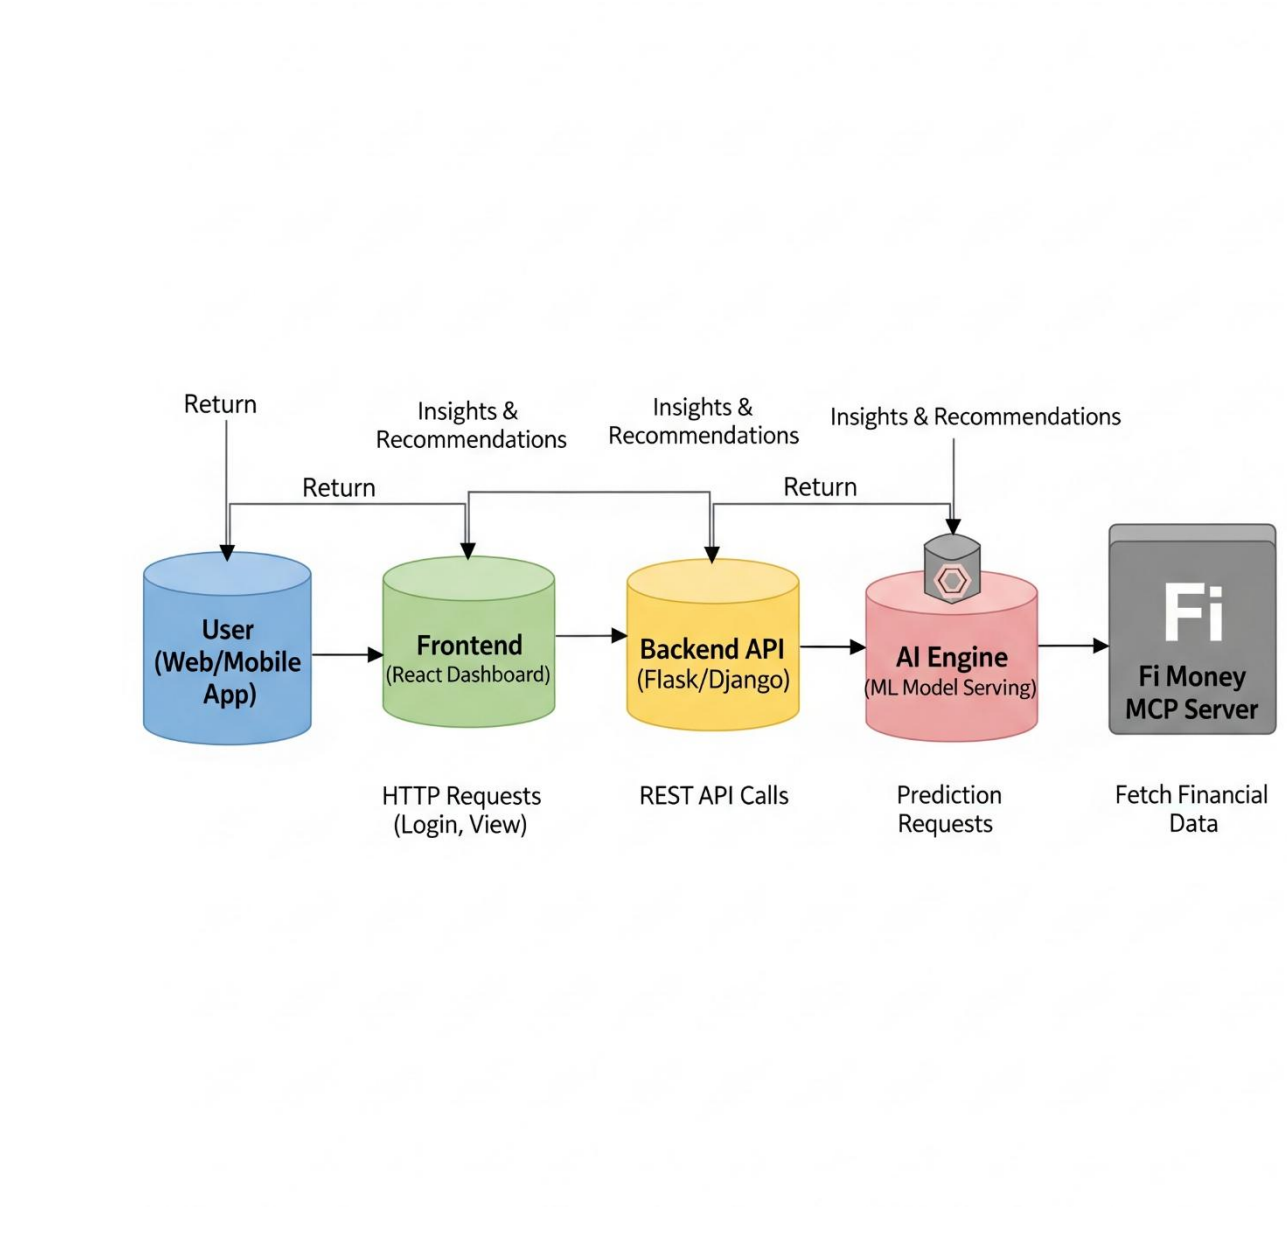 Return
Insights &
Recommendations
Insights &
Recommendations
Insights & Recommendations
Return
Return
User
(Web/Mobile
App)
Frontend
(React Dashboard)
Backend API
(Flask/Django)
AI Engine
(ML Model Serving)
Fi
Fi Money
MCP Server
HTTP Requests
(Login, View)
REST API Calls
Prediction
Requests
Fetch Financial
Data